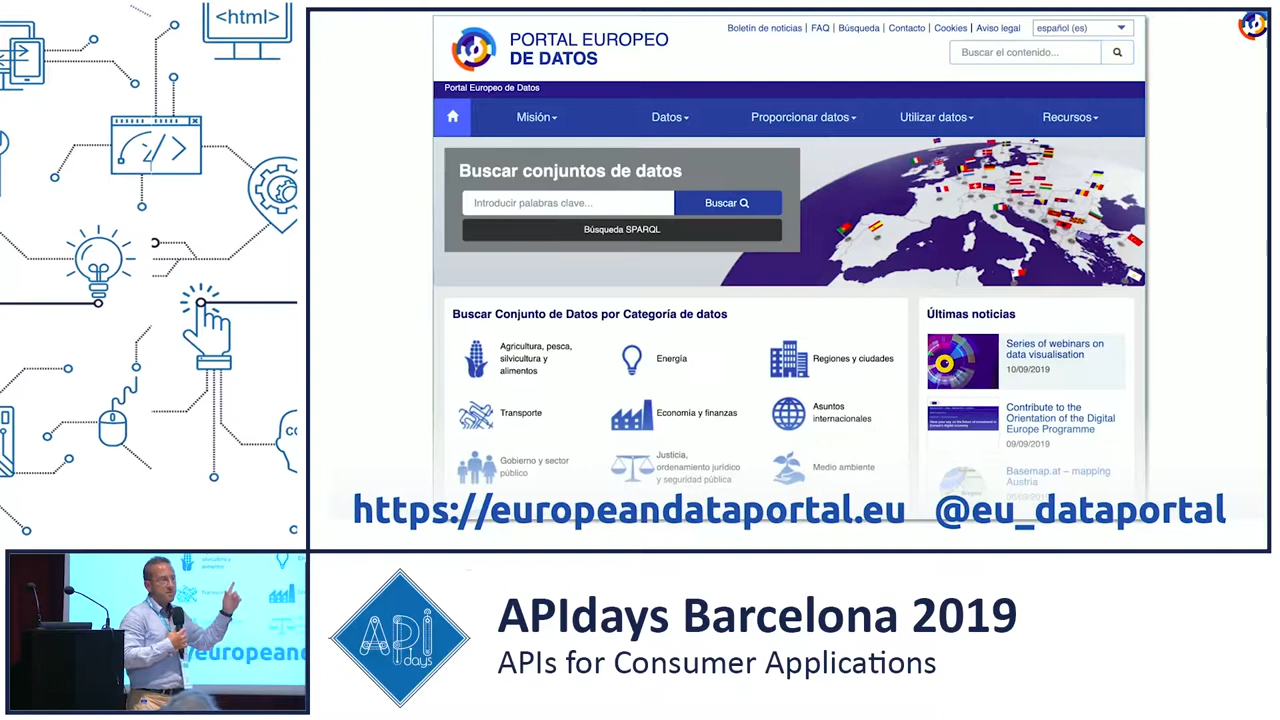 <html>
Boletín de noticias | FAQ | Búsqueda | Contacto | Cookies | Aviso legal
español (es)
PORTAL EUROPEO
DE DATOS
Buscar el contenido...
Portal Europeo de Datos
Misión
Datos
Proporcionar datos
Utilizar datos
Recursos
Buscar conjuntos de datos
Introducir palabras clave...
Buscar
Búsqueda SPARQL
Buscar Conjunto de Datos por Categoría de datos
Agricultura, pesca,
silvicultura y
alimentos
Energía
Regiones y ciudades
Transporte
Economía y finanzas
Asuntos
internacionales
Gobierno y sector
público
Justicia,
ordenamiento jurídico
y seguridad pública
Medio ambiente
Últimas noticias
Series of webinars on
data visualisation
10/09/2019
Contribute to the
Orientation of the Digital
Europe Programme
09/09/2019
Basemap.at – mapping
Austria
https://europeandataportal.eu @eu_dataportal
europeand
API
days
APIdays Barcelona 2019
APIs for Consumer Applications